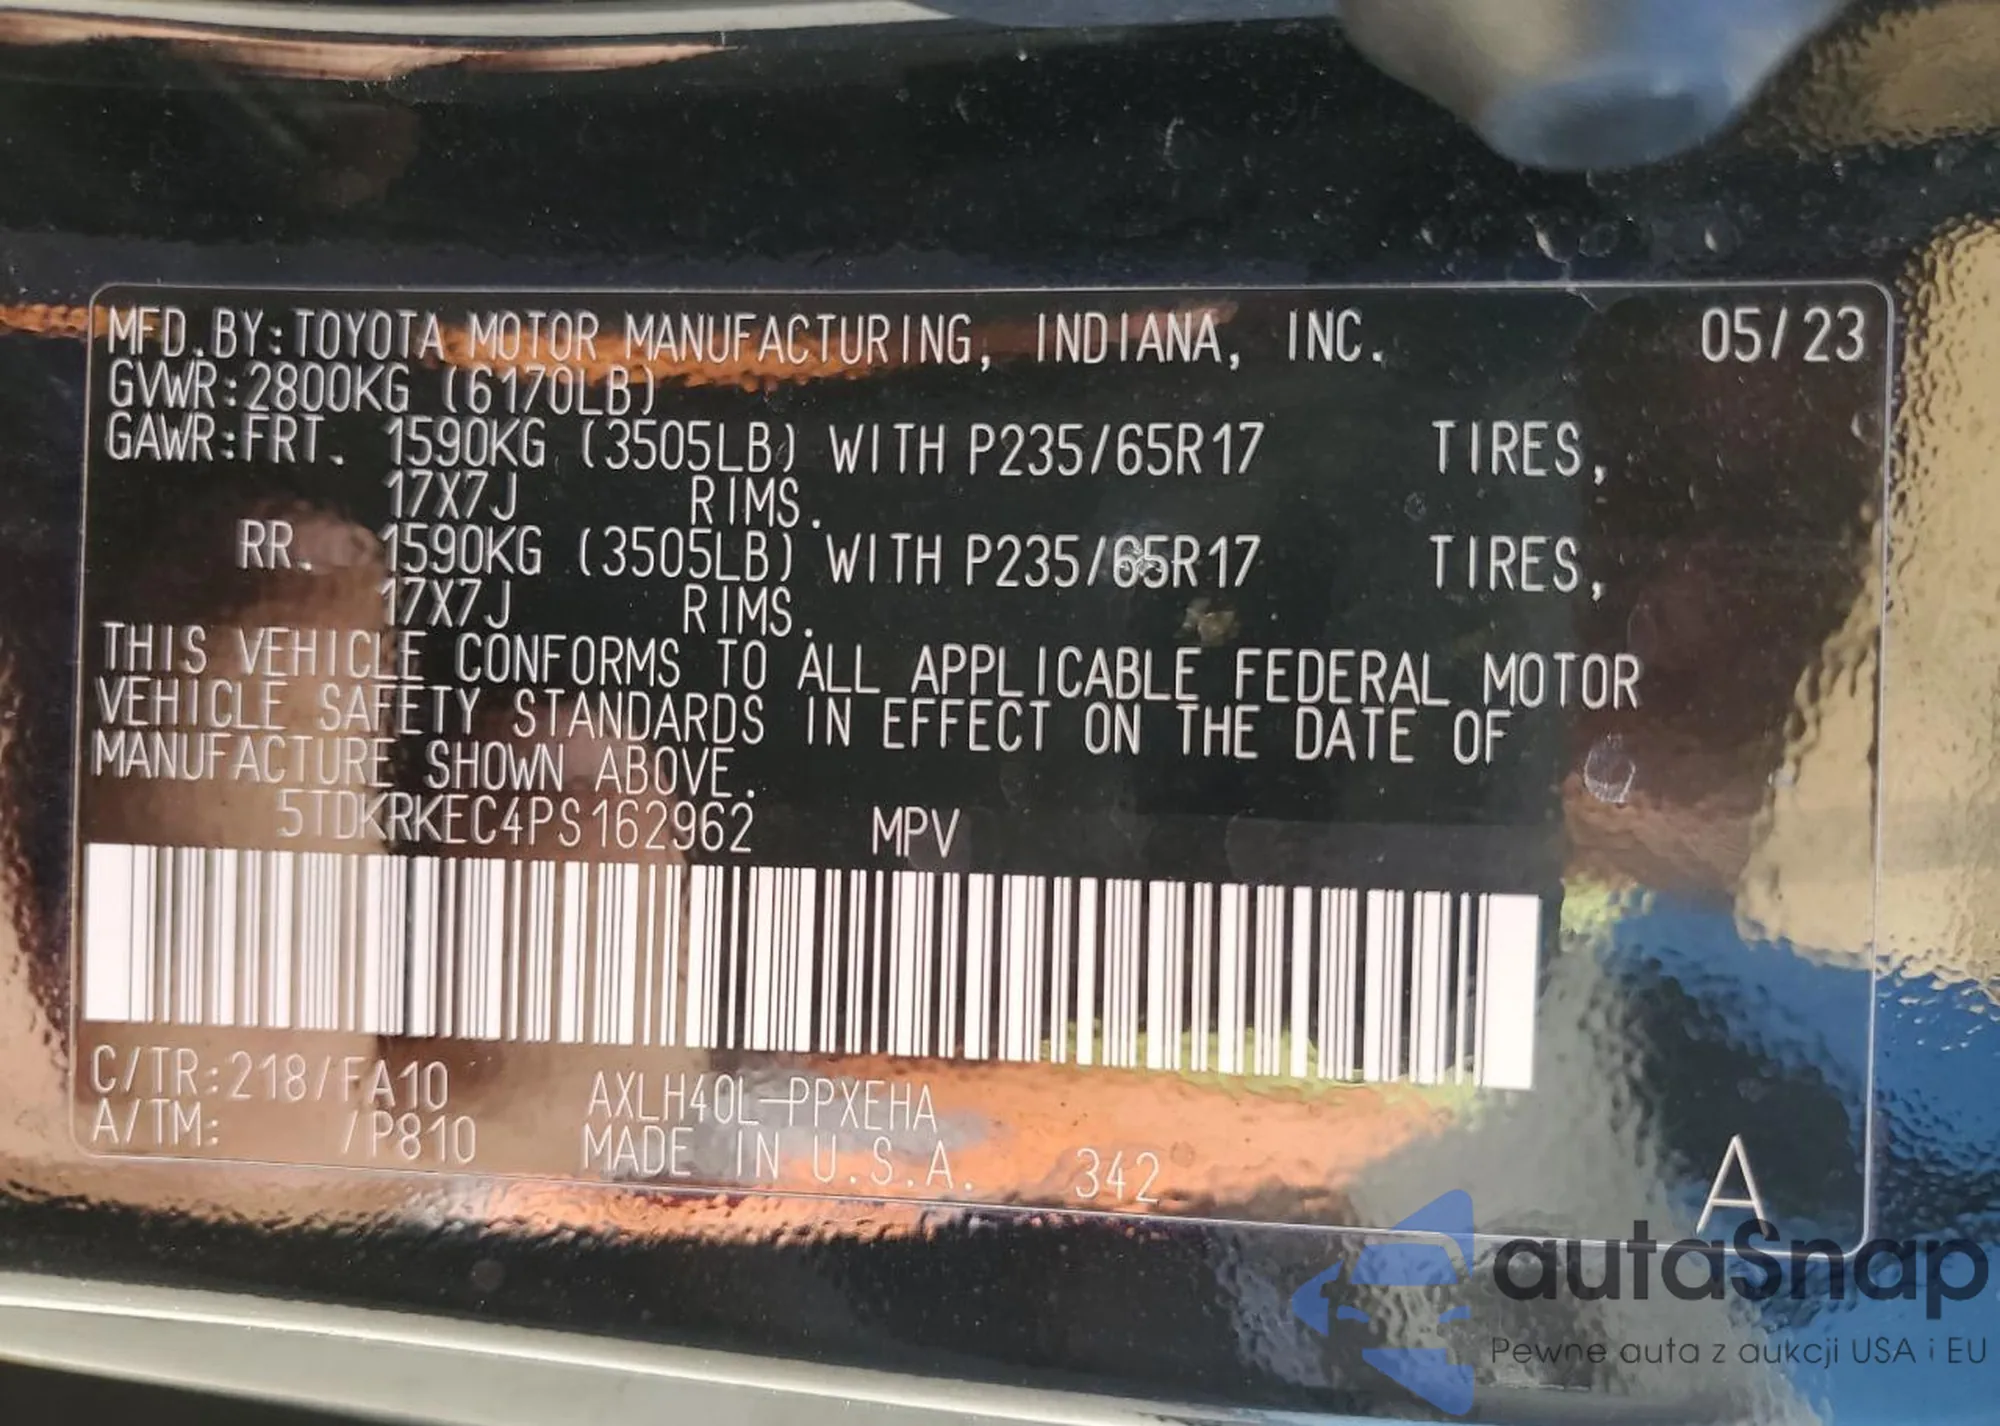 MFD.BY:TOYOTA MOTOR MANUFACTURING, INDIANA, INC. 05/23
GVWR:2800KG (6170LB)
GAWR:FRT. 1590KG (3505LB) WITH P235/65R17 TIRES,
17X7J RIMS.
RR. 1590KG (3505LB) WITH P235/65R17 TIRES,
17X7J RIMS.
THIS VEHICLE CONFORMS TO ALL APPLICABLE FEDERAL MOTOR
VEHICLE SAFETY STANDARDS IN EFFECT ON THE DATE OF
MANUFACTURE SHOWN ABOVE.
5TDKRKEC4PS162962 MPV
C/TR:218/FA10 AXLH40L-PPXEHA
A/TM: /P810 MADE IN U.S.A. 342 A
autaSnap
Pewne auta z aukcji USA i EU